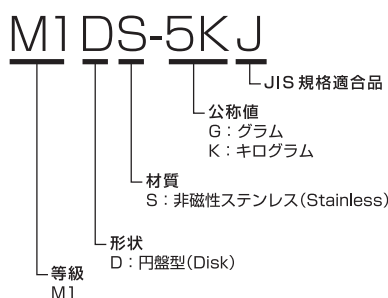 M1DS-5KJ
JIS規格適合品
公称値
G：グラム
K：キログラム
材質
S：非磁性ステンレス(Stainless)
形状
D：円盤型(Disk)
等級
M1